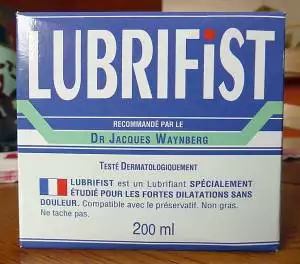 LUBRIFiST
RECOMMANDÉ PAR LE
DR JACQUES WAYNBERG
TESTÉ DERMATOLOGIQUEMENT
LUBRIFIST est un Lubrifiant SPÉCIALEMENT
ÉTUDIÉ POUR LES FORTES DILATATIONS SANS
DOULEUR. Compatible avec le préservatif. Non gras.
Ne tache pas.
200 ml